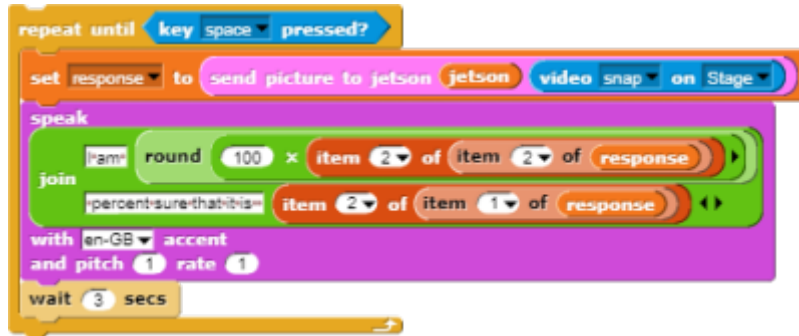 repeat until key space pressed?
set response to send picture to jetson jetson video snap on Stage
speak
I·am· round 100 × item 2 of item 2 of response
join
·percent·sure·that·it·is·· item 2 of item 1 of response
with en-GB accent
and pitch 1 rate 1
wait 3 secs